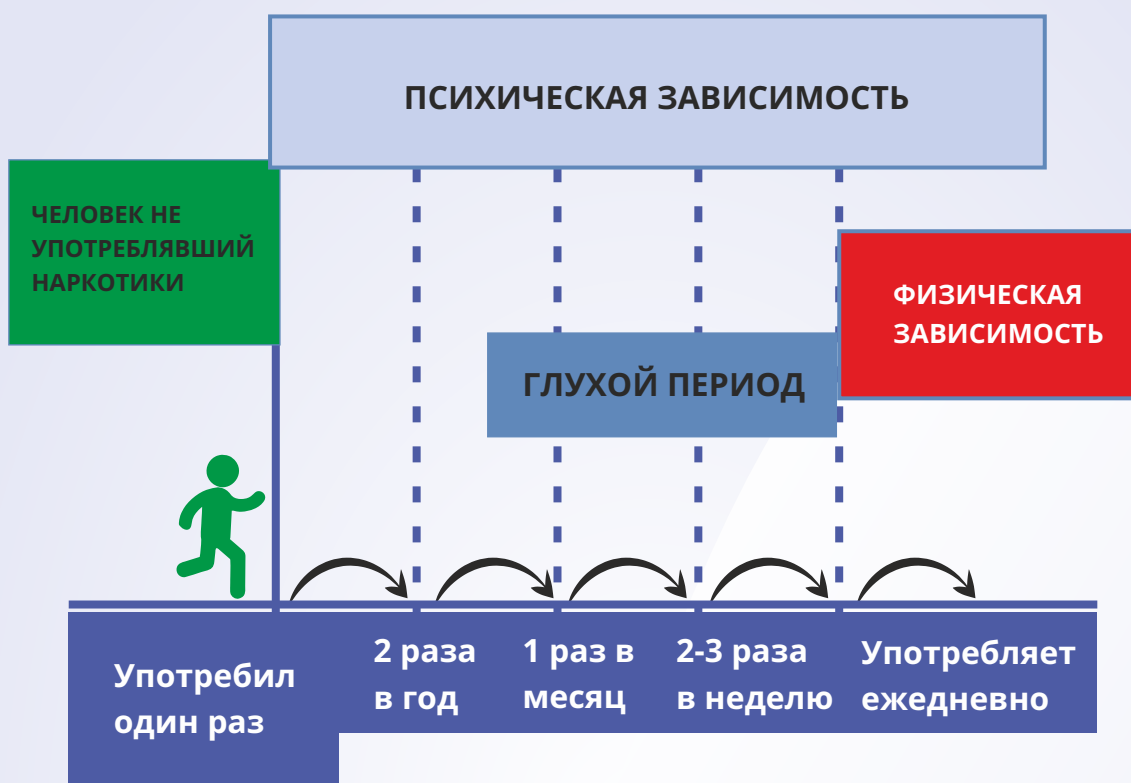 ПСИХИЧЕСКАЯ ЗАВИСИМОСТЬ
ЧЕЛОВЕК НЕ
УПОТРЕБЛЯВШИЙ
НАРКОТИКИ
ФИЗИЧЕСКАЯ
ЗАВИСИМОСТЬ
ГЛУХОЙ ПЕРИОД
Употребил
один раз
2 раза
в год
1 раз в
месяц
2-3 раза
в неделю
Употребляет
ежедневно